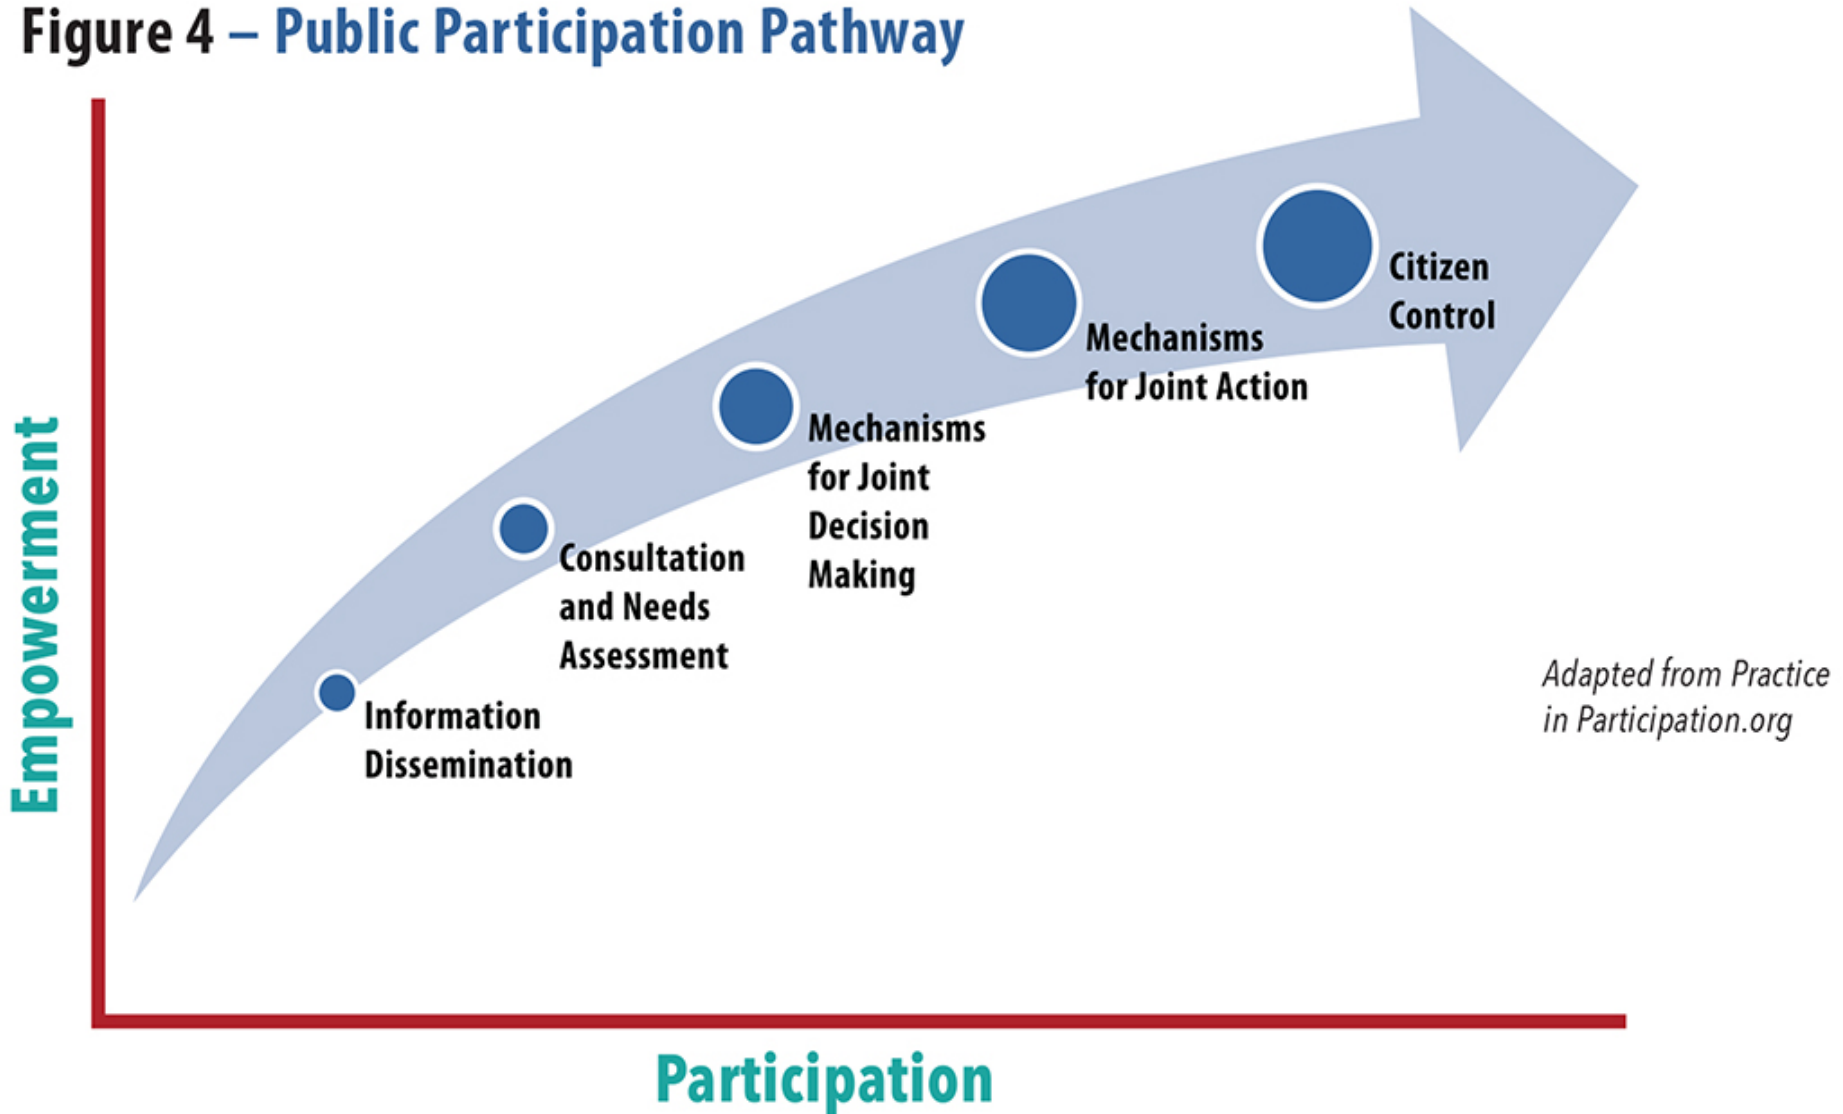 Figure 4 – Public Participation Pathway
Empowerment
Citizen
Control
Mechanisms
for Joint Action
Mechanisms
for Joint
Decision
Making
Consultation
and Needs
Assessment
Information
Dissemination
Adapted from Practice
in Participation.org
Participation